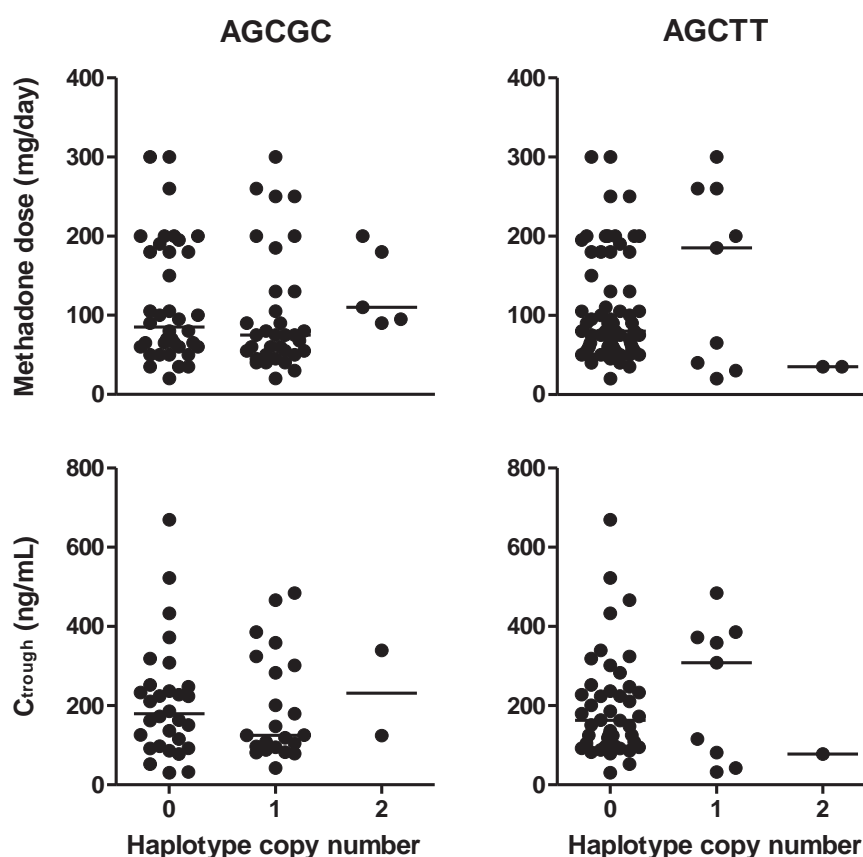 AGCGC
AGCTT
Methadone dose (mg/day)
400
300
200
100
0
400
300
200
100
0
Ctrough (ng/mL)
800
600
400
200
0
0 1 2
Haplotype copy number
800
600
400
200
0
0 1 2
Haplotype copy number